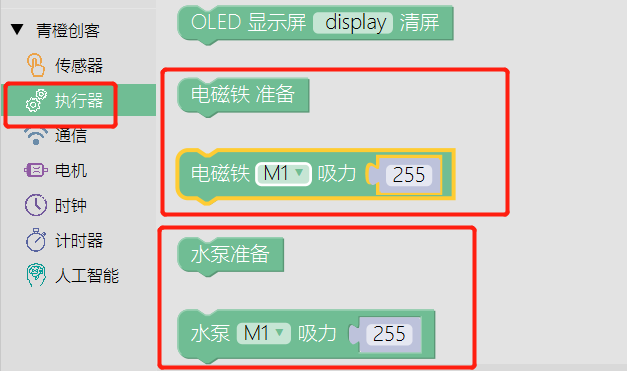 OLED 显示屏 display 清屏
青橙创客
传感器
执行器
通信
电机
时钟
计时器
人工智能
电磁铁 准备
电磁铁 M1 吸力 255
水泵准备
水泵 M1 吸力 255